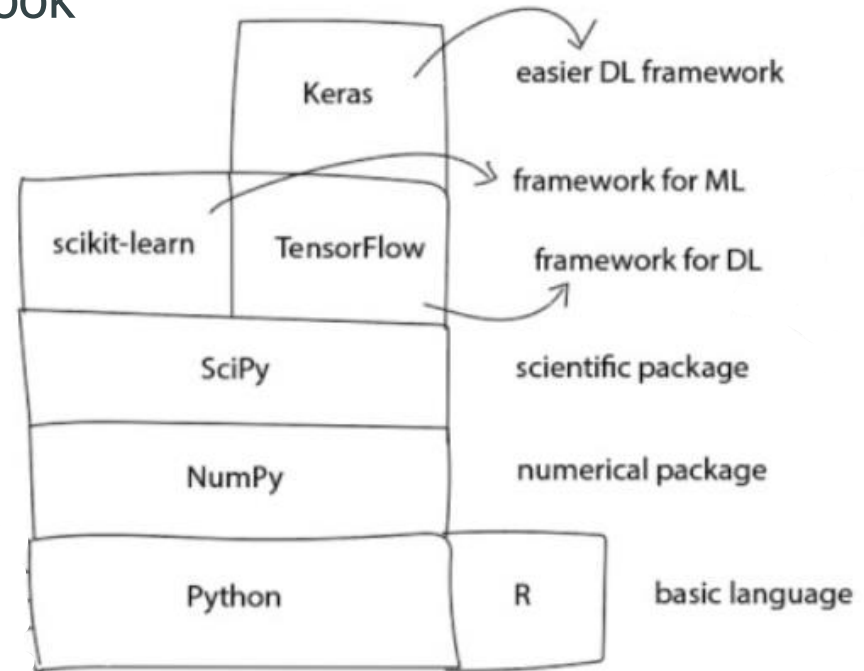 Keras
easier DL framework
framework for ML
scikit-learn
TensorFlow
framework for DL
SciPy
scientific package
NumPy
numerical package
Python
R
basic language